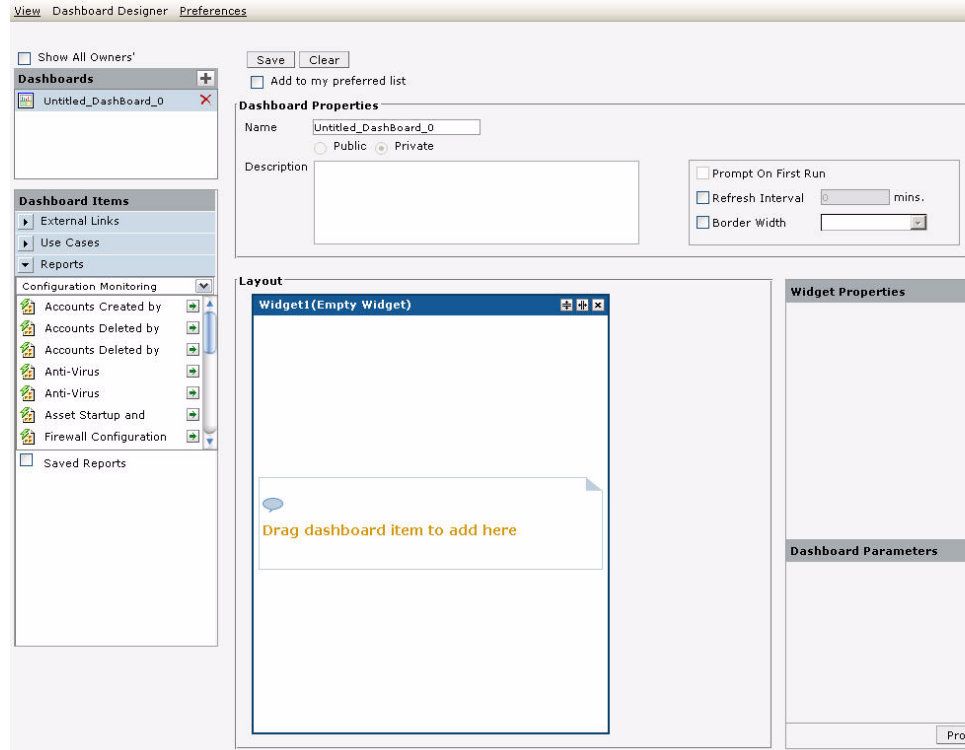 View Dashboard Designer Preferences
Show All Owners'
Dashboards
Untitled_DashBoard_0
Dashboard Items
External Links
Use Cases
Reports
Configuration Monitoring
Accounts Created by
Accounts Deleted by
Accounts Deleted by
Anti-Virus
Anti-Virus
Asset Startup and
Firewall Configuration
Saved Reports
Save Clear
Add to my preferred list
Dashboard Properties
Name Untitled_DashBoard_0
Public Private
Description
Prompt On First Run
Refresh Interval 0 mins.
Border Width
Layout
Widget1(Empty Widget)
Drag dashboard item to add here
Widget Properties
Dashboard Parameters
Pro